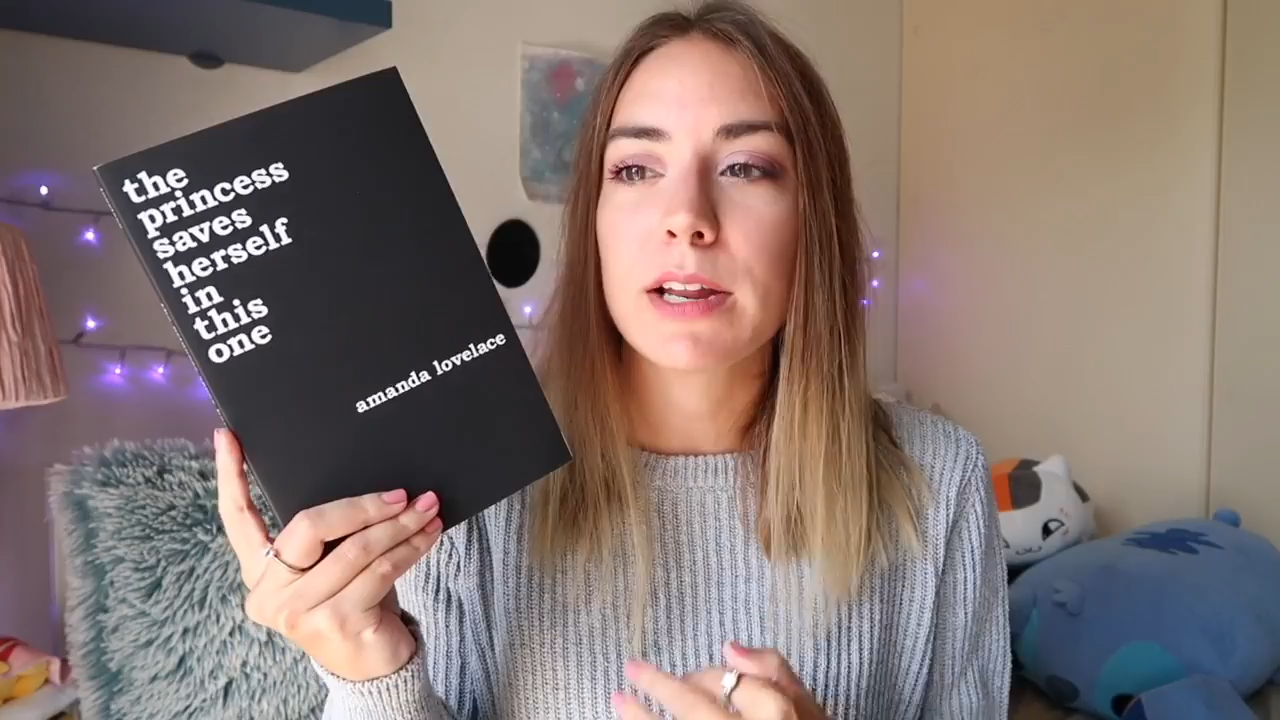 the
princess
saves
herself
in
this
one
amanda lovelace